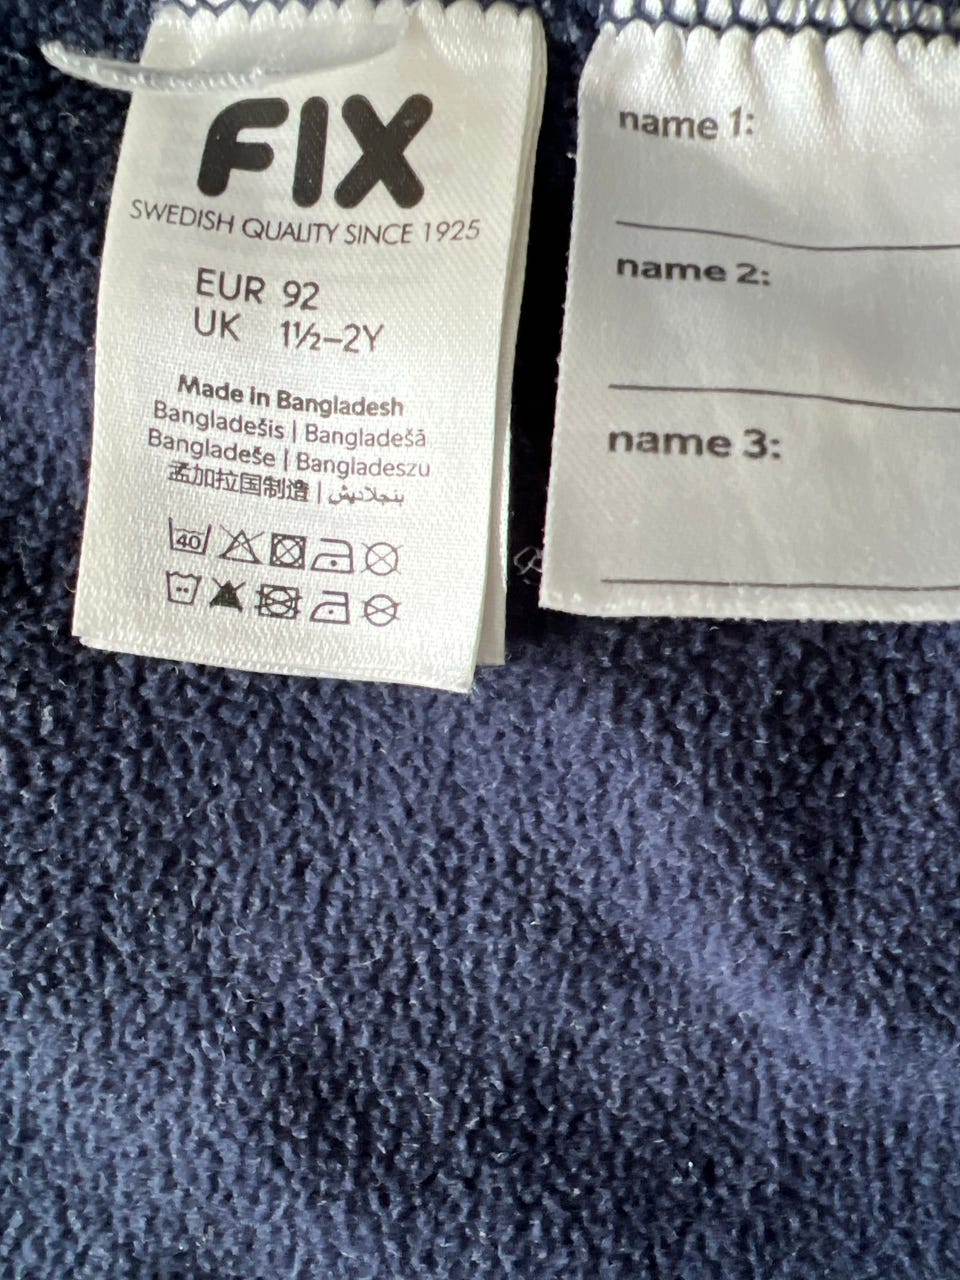 FIX
SWEDISH QUALITY SINCE 1925
EUR 92
UK 1½–2Y
Made in Bangladesh
Bangladešis | Bangladešā
Bangladeše | Bangladeszu
孟加拉国制造 | بنجلاديش
40
name 1:
name 2:
name 3: